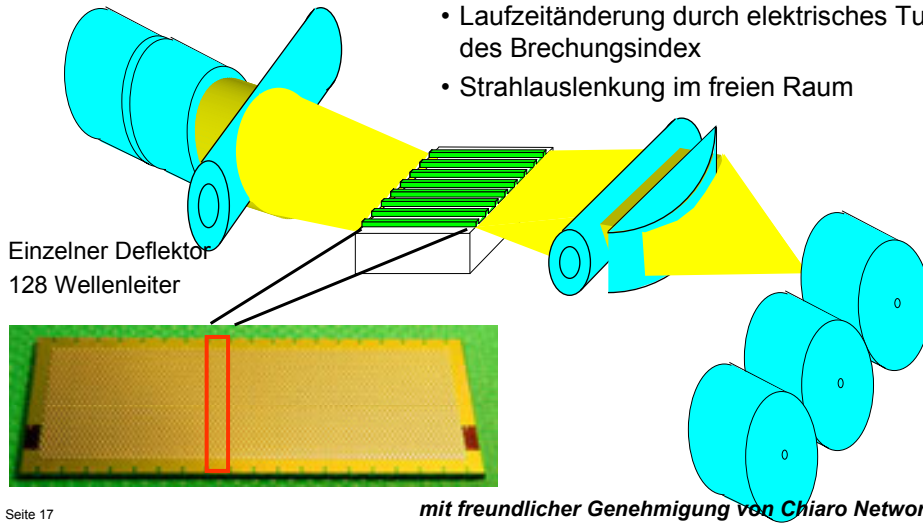 • Laufzeitänderung durch elektrisches Tu
des Brechungsindex
• Strahlauslenkung im freien Raum
Einzelner Deflektor
128 Wellenleiter
Seite 17
mit freundlicher Genehmigung von Chiaro Networ